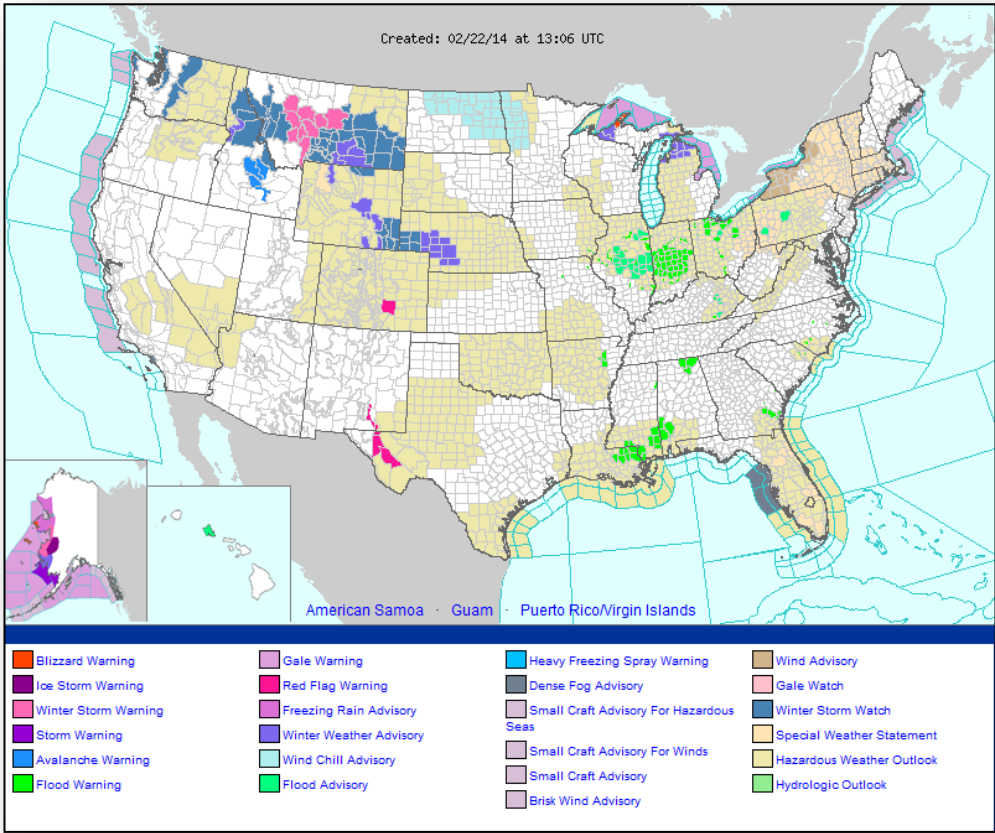 Created: 02/22/14 at 13:06 UTC
American Samoa · Guam · Puerto Rico/Virgin Islands
Blizzard Warning
Ice Storm Warning
Winter Storm Warning
Storm Warning
Avalanche Warning
Flood Warning
Gale Warning
Red Flag Warning
Freezing Rain Advisory
Winter Weather Advisory
Wind Chill Advisory
Flood Advisory
Heavy Freezing Spray Warning
Dense Fog Advisory
Small Craft Advisory For Hazardous
Seas
Small Craft Advisory For Winds
Small Craft Advisory
Brisk Wind Advisory
Wind Advisory
Gale Watch
Winter Storm Watch
Special Weather Statement
Hazardous Weather Outlook
Hydrologic Outlook